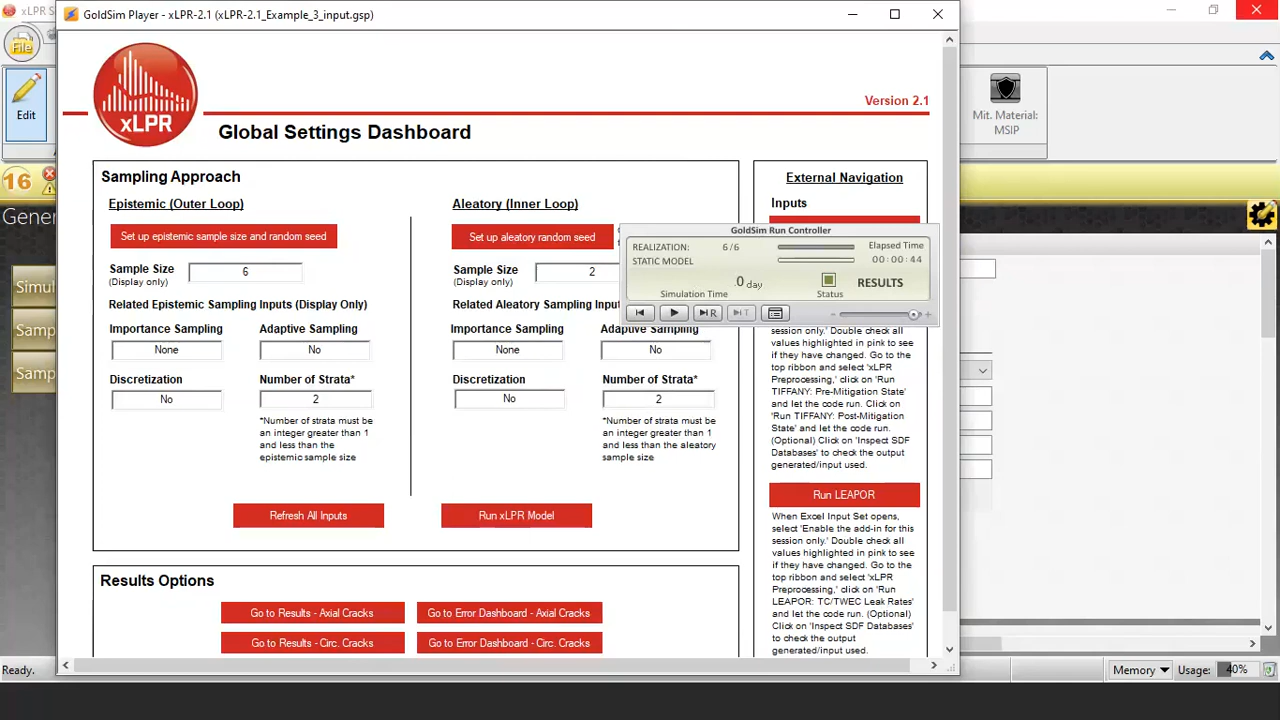 xLPR S
GoldSim Player - xLPR-2.1 (xLPR-2.1_Example_3_input.gsp)
File
Edit
16
Gener
Simul
Samp
Samp
Ready.
xLPR
Version 2.1
Global Settings Dashboard
Sampling Approach
Epistemic (Outer Loop)
Set up epistemic sample size and random seed
Sample Size
(Display only)
6
Related Epistemic Sampling Inputs (Display Only)
Importance Sampling
Adaptive Sampling
None
No
Discretization
Number of Strata*
No
2
*Number of strata must be
an integer greater than 1
and less than the
epistemic sample size
Aleatory (Inner Loop)
Set up aleatory random seed
Sample Size
(Display only)
2
Related Aleatory Sampling Inpu
Importance Sampling
Adaptive Sampling
None
No
Discretization
Number of Strata*
No
2
*Number of strata must be
an integer greater than 1
and less than the aleatory
sample size
Refresh All Inputs
Run xLPR Model
Results Options
Go to Results - Axial Cracks
Go to Error Dashboard - Axial Cracks
Go to Results - Circ. Cracks
Go to Error Dashboard - Circ. Cracks
External Navigation
Inputs
GoldSim Run Controller
REALIZATION: 6/6
Elapsed Time
STATIC MODEL
00:00:44
.0 day
RESULTS
Simulation Time
Status
R
T
session only.' Double check all
values highlighted in pink to see
if they have changed. Go to the
top ribbon and select 'xLPR
Preprocessing,' click on 'Run
TIFFANY: Pre-Mitigation State'
and let the code run. Click on
'Run TIFFANY: Post-Mitigation
State' and let the code run.
(Optional) Click on 'Inspect SDF
Databases' to check the output
generated/input used.
Run LEAPOR
When Excel Input Set opens,
select 'Enable the add-in for this
session only.' Double check all
values highlighted in pink to see
if they have changed. Go to the
top ribbon and select 'xLPR
Preprocessing,' click on 'Run
LEAPOR: TC/TWEC Leak Rates'
and let the code run. (Optional)
Click on 'Inspect SDF Databases'
to check the output
generated/input used.
Mit. Material:
MSIP
Memory
Usage:
40%